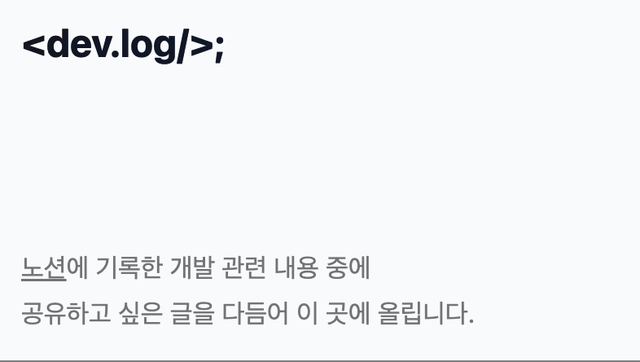 <dev.log/>;
노션에 기록한 개발 관련 내용 중에
공유하고 싶은 글을 다듬어 이 곳에 올립니다.